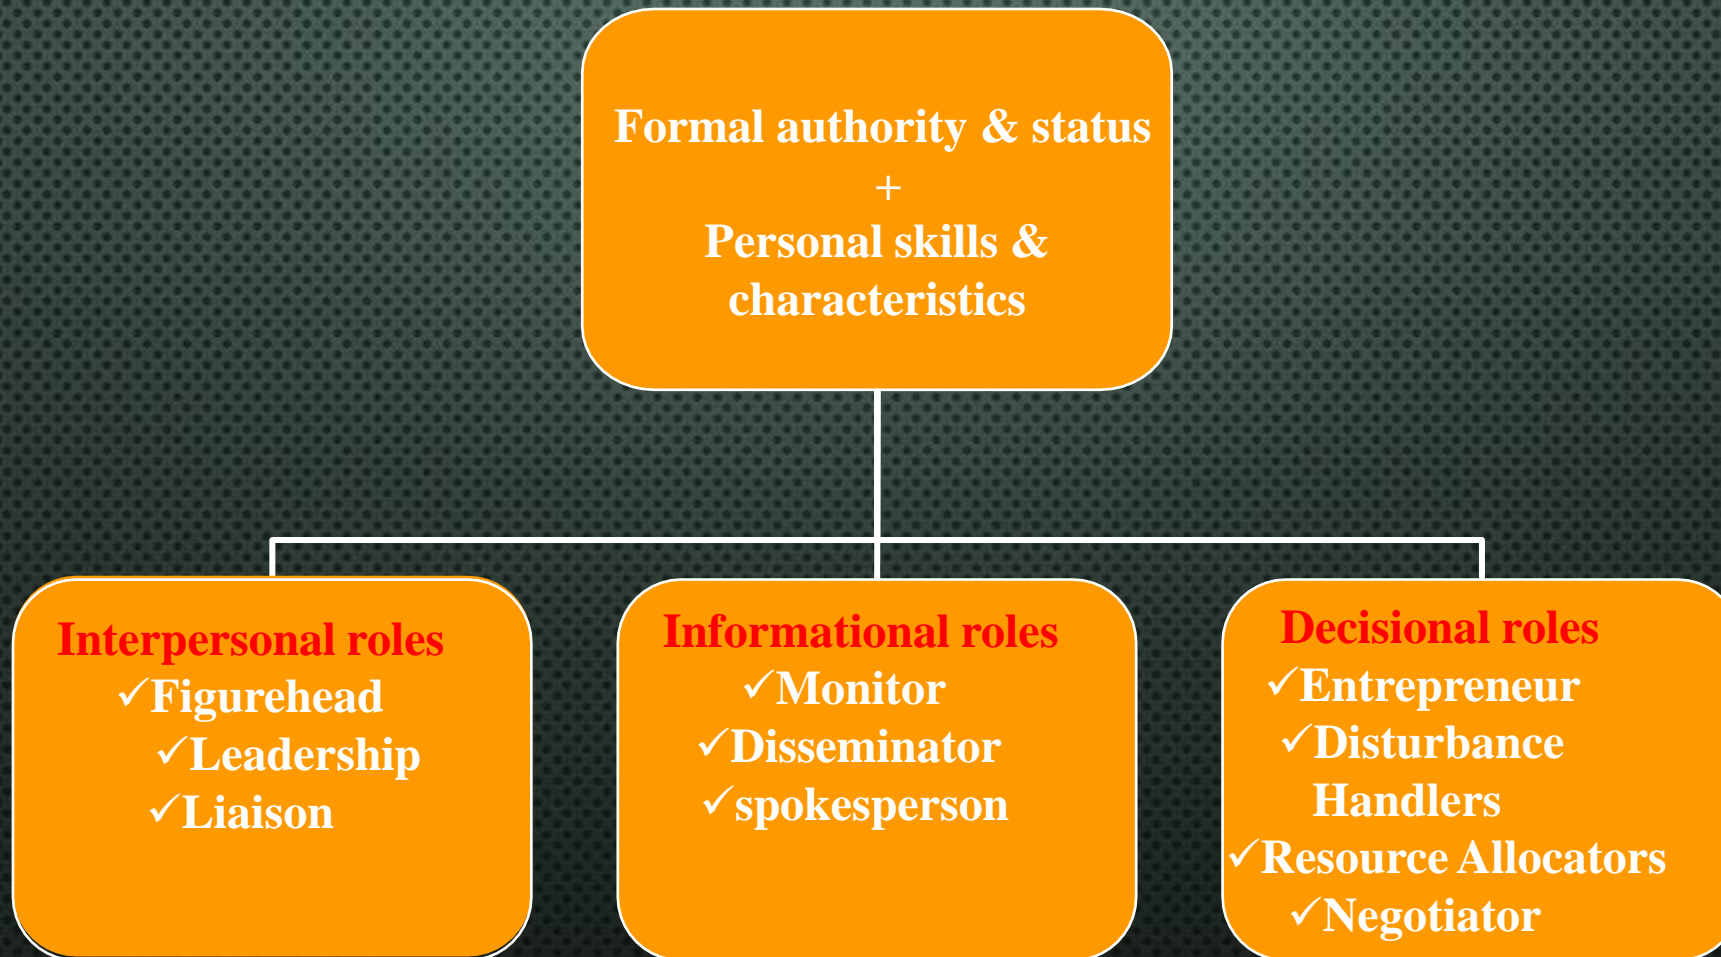 Formal authority & status
+
Personal skills &
characteristics
Interpersonal roles
✓Figurehead
✓Leadership
✓Liaison
Informational roles
✓Monitor
✓Disseminator
✓spokesperson
Decisional roles
✓Entrepreneur
✓Disturbance
Handlers
✓Resource Allocators
✓Negotiator